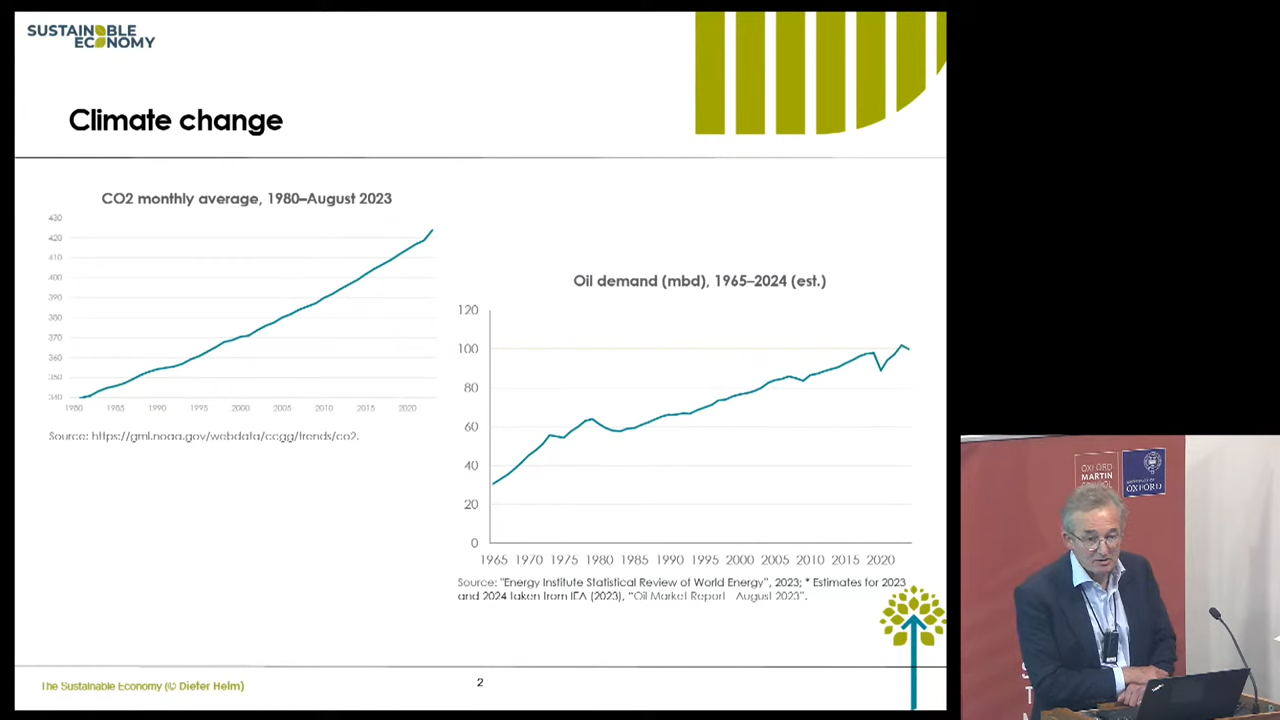 SUSTAINABLE
ECONOMY
Climate change
CO2 monthly average, 1980–August 2023
430
420
410
400
390
380
370
360
350
340
1980 1985 1990 1995 2000 2005 2010 2015 2020
Source: https://gml.noaa.gov/webdata/ccgg/trends/co2.
Oil demand (mbd), 1965–2024 (est.)
120
100
80
60
40
20
0
1965 1970 1975 1980 1985 1990 1995 2000 2005 2010 2015 2020
Source: "Energy Institute Statistical Review of World Energy", 2023; * Estimates for 2023
and 2024 taken from IEA (2023), "Oil Market Report August 2023".
The Sustainable Economy (© Dieter Helm)
2
OXFORD
MARTIN
SCHOOL
OXFORD